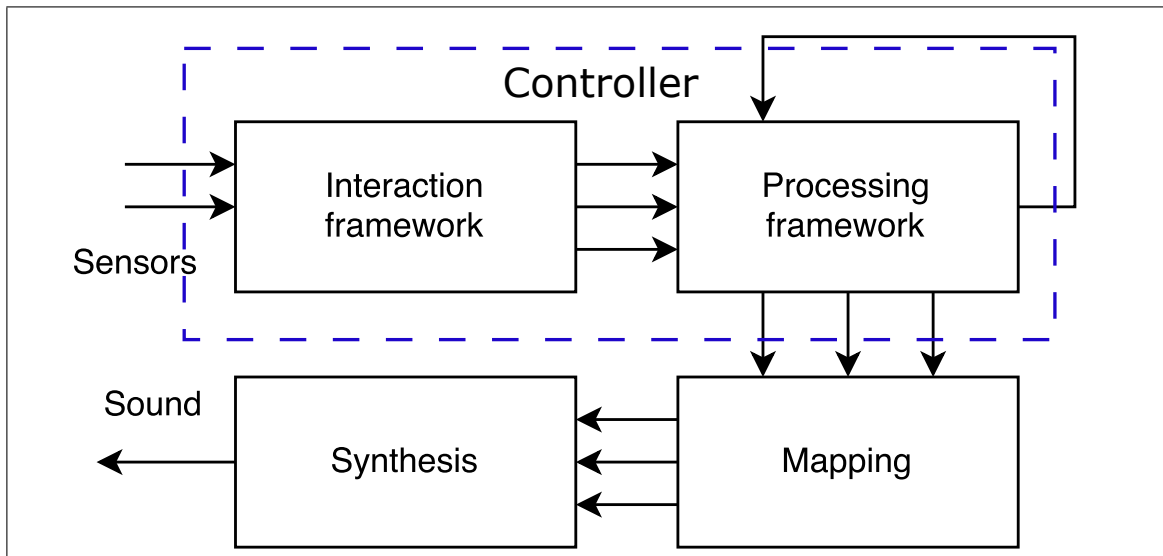 Controller
Interaction
framework
Processing
framework
Sensors
Sound
Synthesis
Mapping